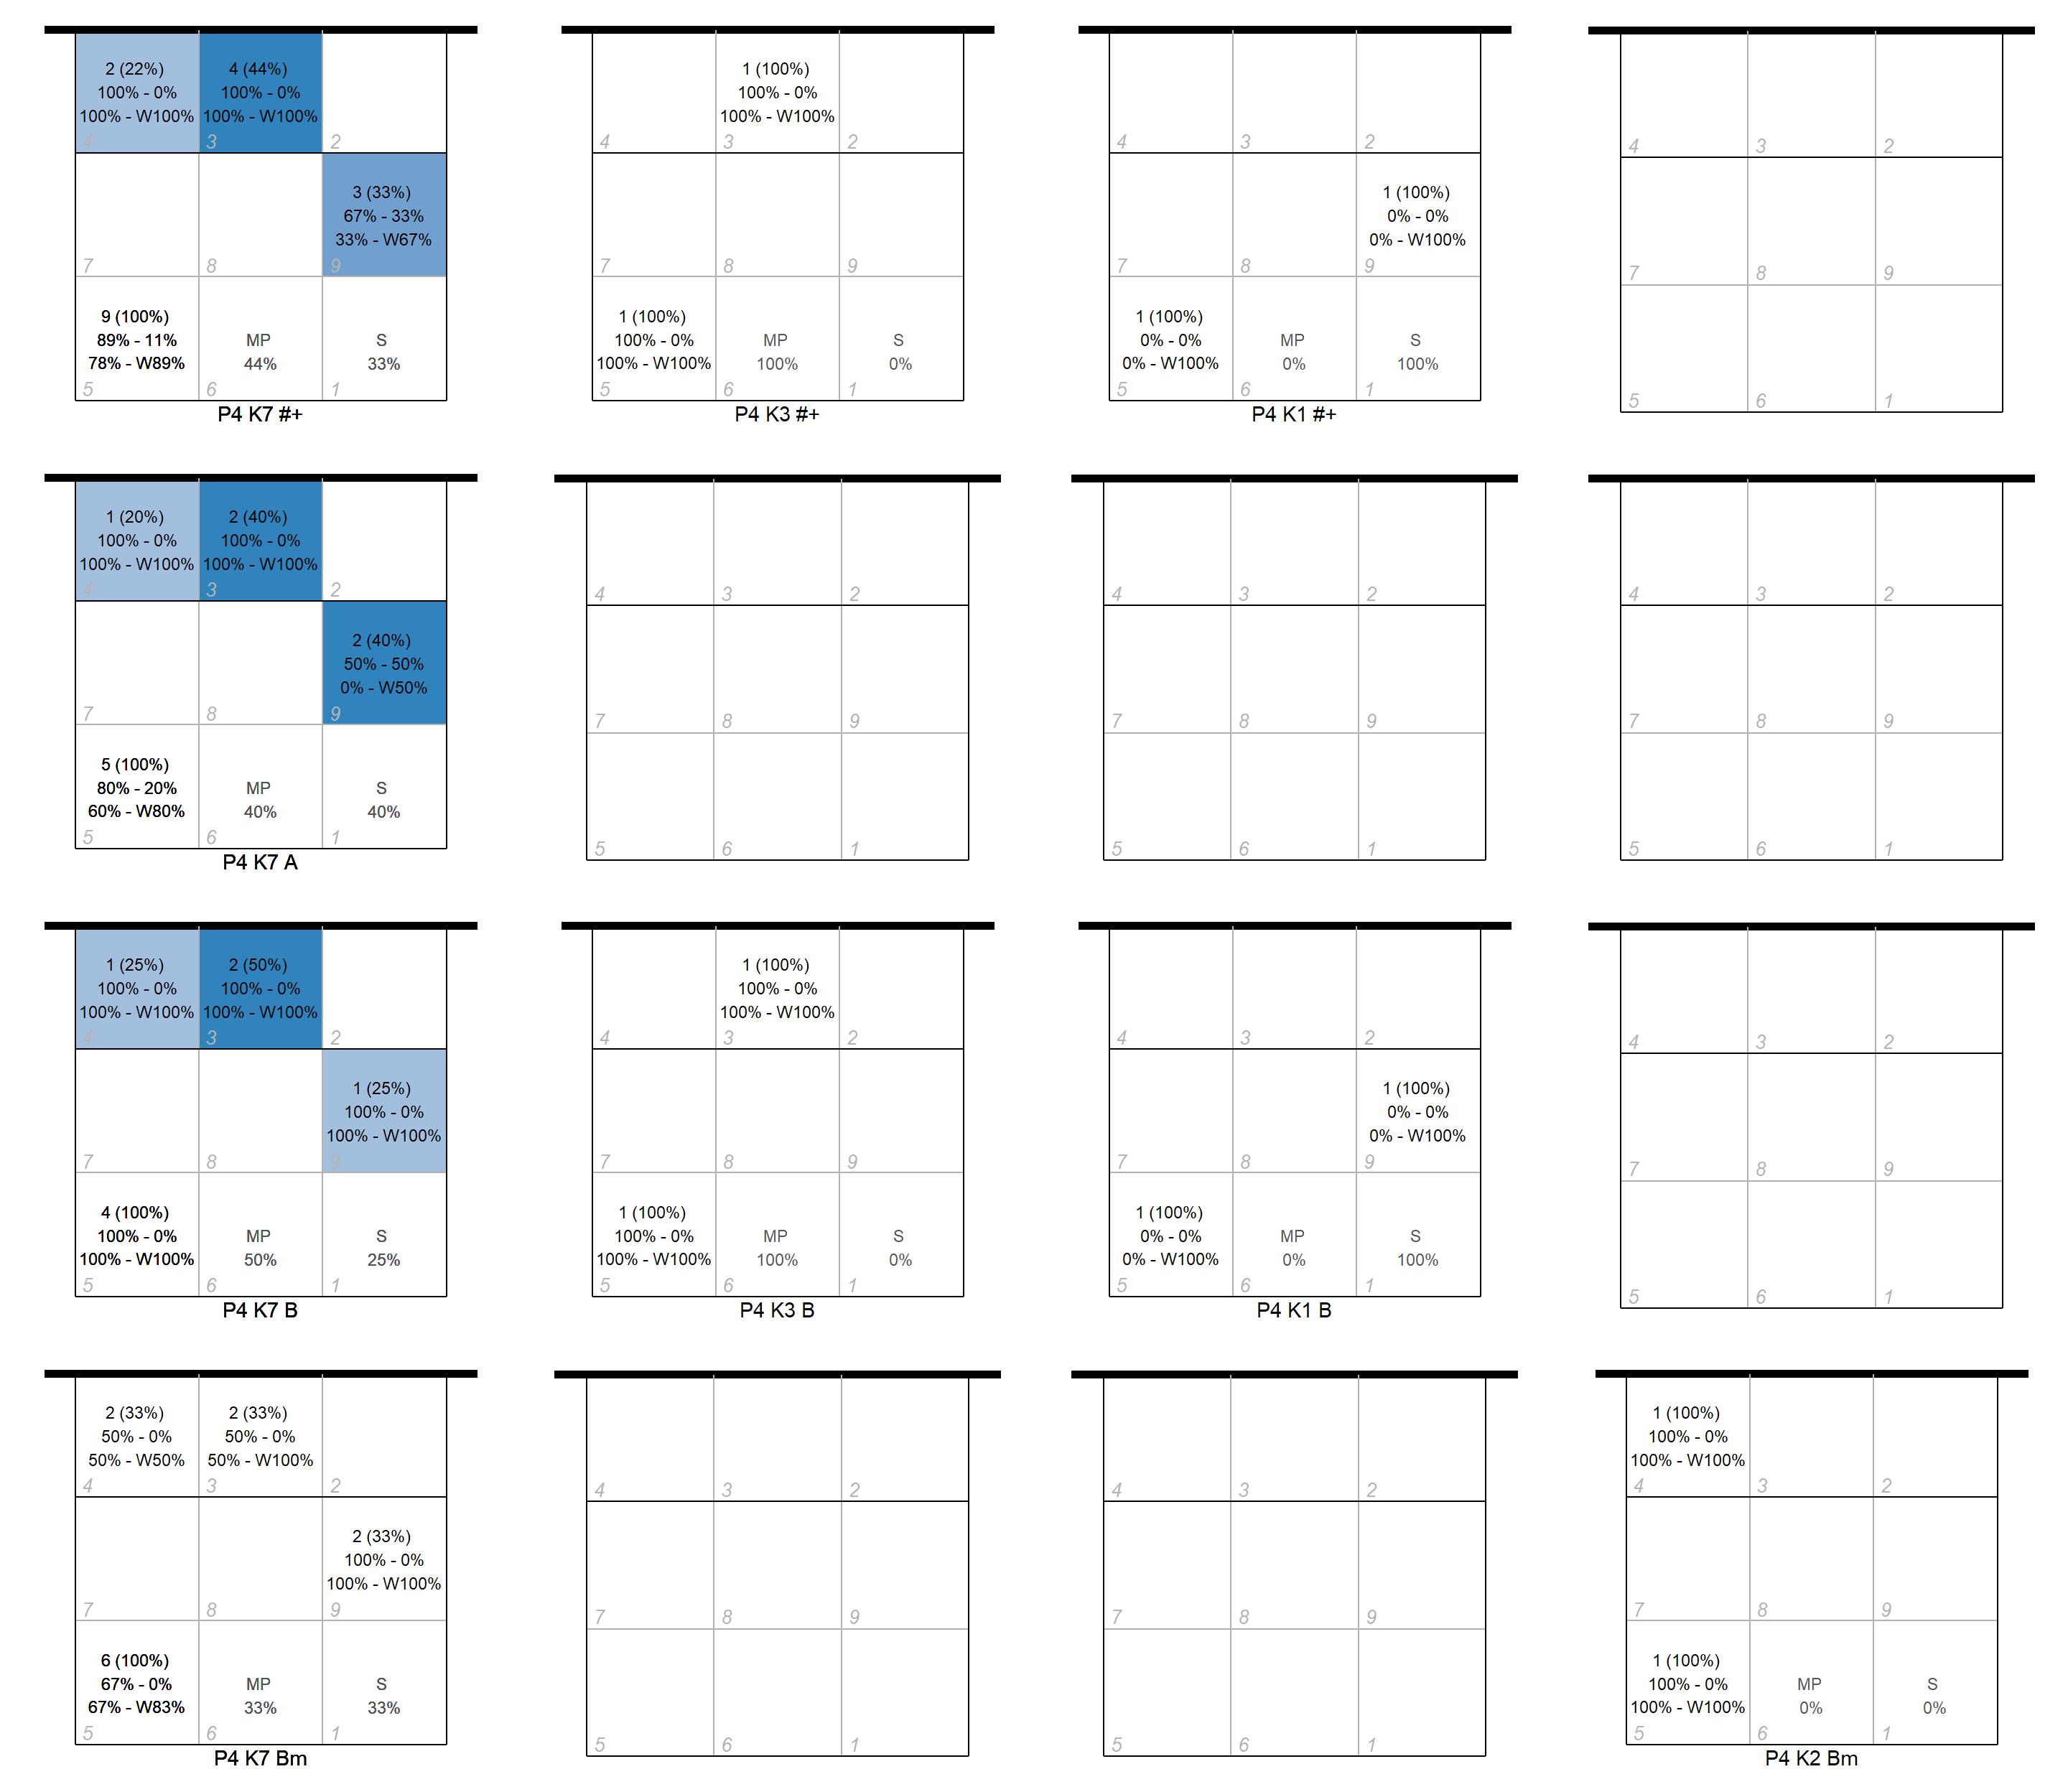 2 (22%)
100% - 0%
100% - W100%
4
4 (44%)
100% - 0%
100% - W100%
3
2
7
8
3 (33%)
67% - 33%
33% - W67%
9
9 (100%)
89% - 11%
78% - W89%
5
MP
44%
6
S
33%
1
P4 K7 #+
4
1 (100%)
100% - 0%
100% - W100%
3
2
7
8
9
1 (100%)
100% - 0%
100% - W100%
5
MP
100%
6
S
0%
1
P4 K3 #+
4
3
2
7
8
1 (100%)
0% - 0%
0% - W100%
9
1 (100%)
0% - 0%
0% - W100%
5
MP
0%
6
S
100%
1
P4 K1 #+
4
3
2
7
8
9
5
6
1
1 (20%)
100% - 0%
100% - W100%
4
2 (40%)
100% - 0%
100% - W100%
3
2
7
8
2 (40%)
50% - 50%
0% - W50%
9
5 (100%)
80% - 20%
60% - W80%
5
MP
40%
6
S
40%
1
P4 K7 A
4
3
2
7
8
9
5
6
1
4
3
2
7
8
9
5
6
1
4
3
2
7
8
9
5
6
1
1 (25%)
100% - 0%
100% - W100%
4
2 (50%)
100% - 0%
100% - W100%
3
2
7
8
1 (25%)
100% - 0%
100% - W100%
9
4 (100%)
100% - 0%
100% - W100%
5
MP
50%
6
S
25%
1
P4 K7 B
4
1 (100%)
100% - 0%
100% - W100%
3
2
7
8
9
1 (100%)
100% - 0%
100% - W100%
5
MP
100%
6
S
0%
1
P4 K3 B
4
3
2
7
8
1 (100%)
0% - 0%
0% - W100%
9
1 (100%)
0% - 0%
0% - W100%
5
MP
0%
6
S
100%
1
P4 K1 B
4
3
2
7
8
9
5
6
1
2 (33%)
50% - 0%
50% - W50%
4
2 (33%)
50% - 0%
50% - W100%
3
2
7
8
2 (33%)
100% - 0%
100% - W100%
9
6 (100%)
67% - 0%
67% - W83%
5
MP
33%
6
S
33%
1
P4 K7 Bm
4
3
2
7
8
9
5
6
1
4
3
2
7
8
9
5
6
1
1 (100%)
100% - 0%
100% - W100%
4
3
2
7
8
9
1 (100%)
100% - 0%
100% - W100%
5
MP
0%
6
S
0%
1
P4 K2 Bm